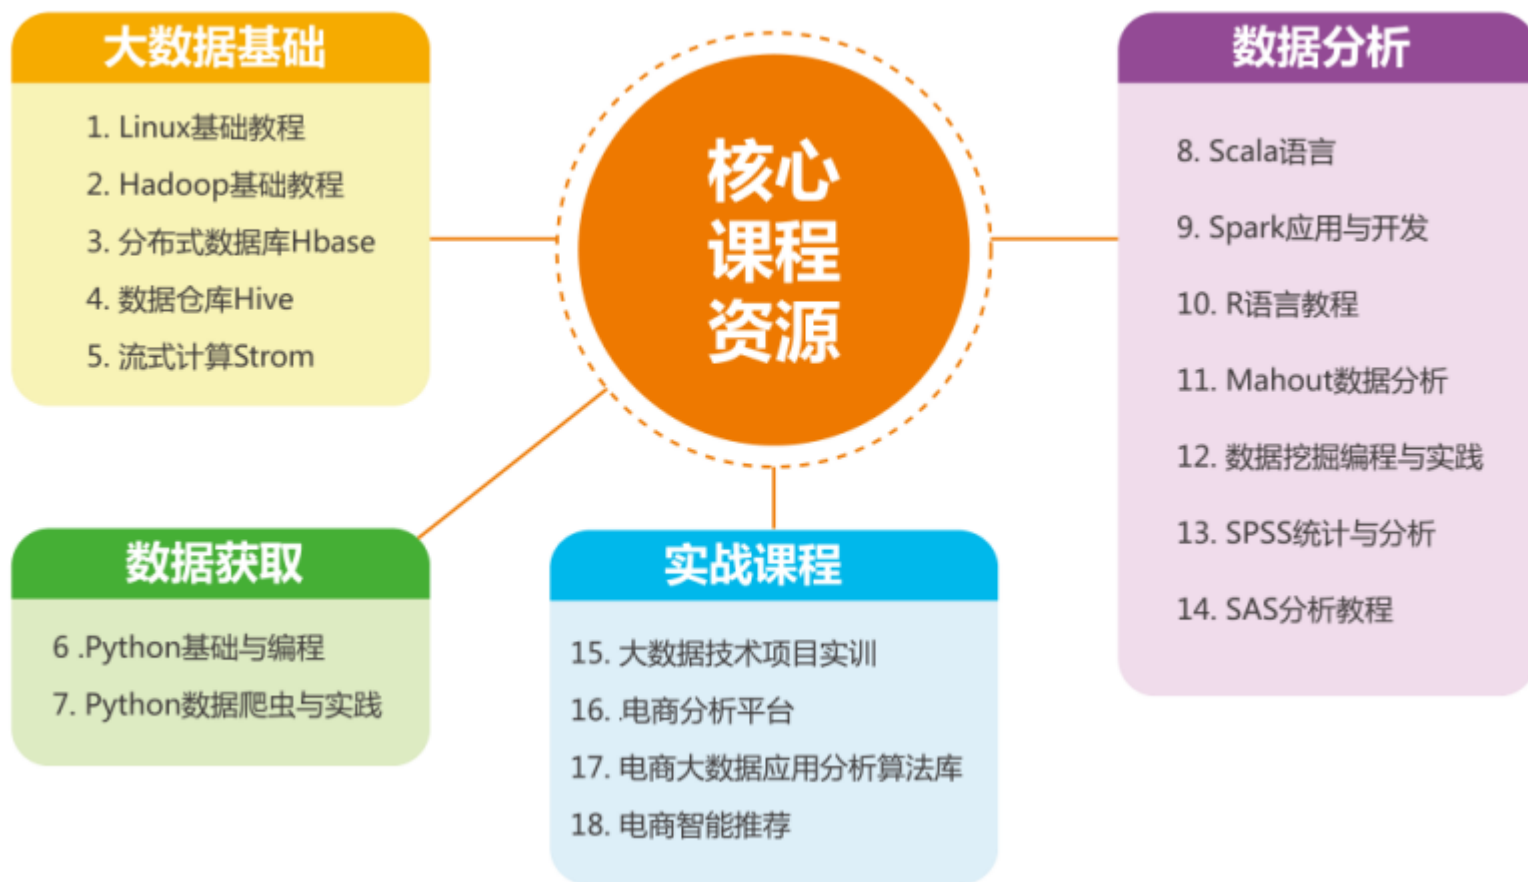 大数据基础
1. Linux基础教程
2. Hadoop基础教程
3. 分布式数据库Hbase
4. 数据仓库Hive
5. 流式计算Strom
核心
课程
资源
数据分析
8. Scala语言
9. Spark应用与开发
10. R语言教程
11. Mahout数据分析
12. 数据挖掘编程与实践
13. SPSS统计与分析
14. SAS分析教程
数据获取
6 .Python基础与编程
7. Python数据爬虫与实践
实战课程
15. 大数据技术项目实训
16. .电商分析平台
17. 电商大数据应用分析算法库
18. 电商智能推荐